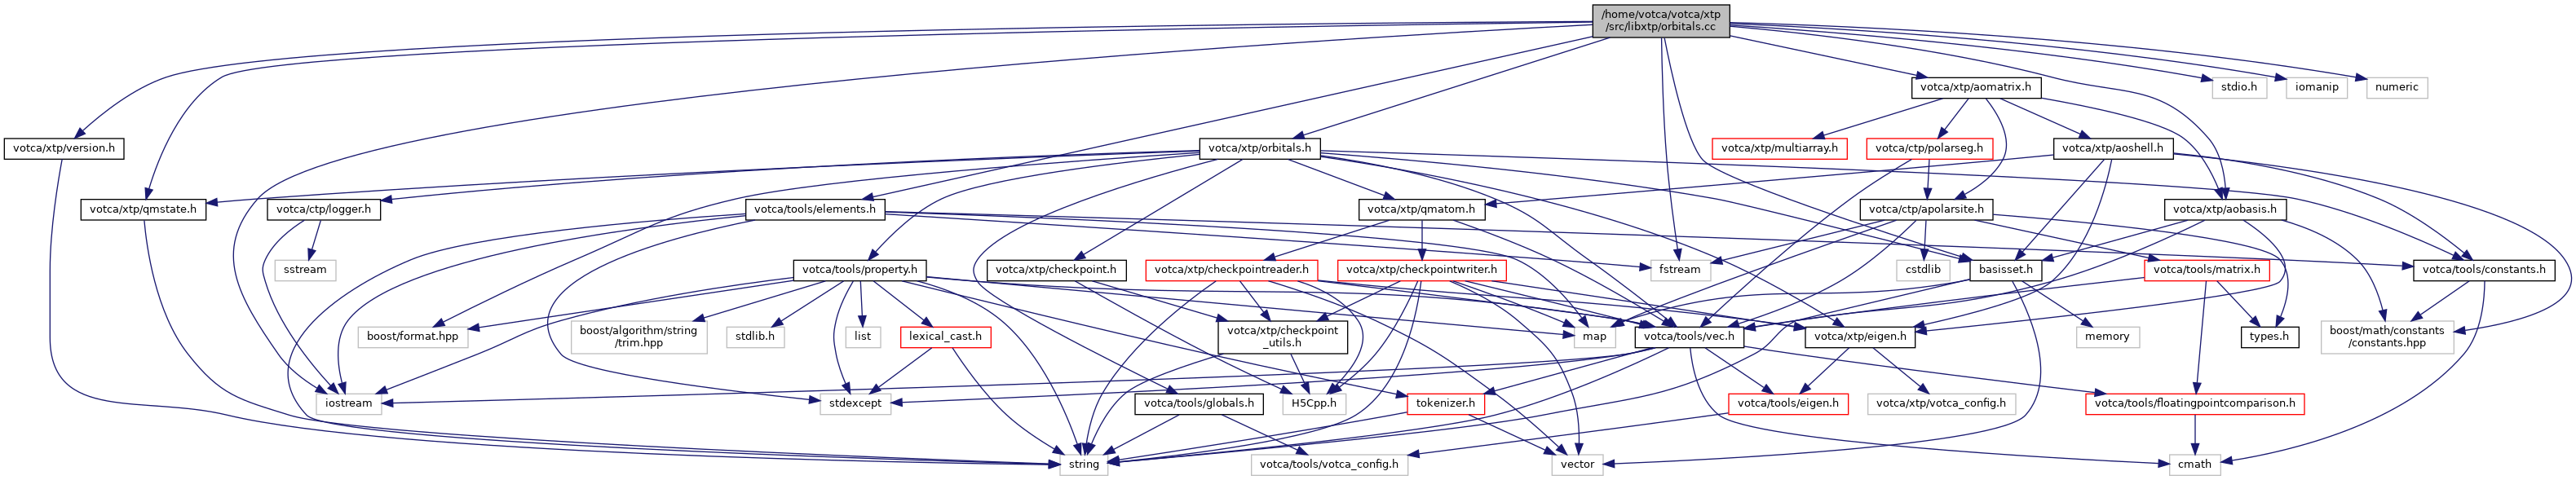 /home/votca/votca/xtp
/src/libxtp/orbitals.cc
votca/xtp/aomatrix.h
stdio.h
iomanip
numeric
votca/xtp/version.h
votca/xtp/orbitals.h
votca/xtp/multiarray.h
votca/ctp/polarseg.h
votca/xtp/aoshell.h
votca/xtp/qmstate.h
votca/ctp/logger.h
votca/tools/elements.h
votca/xtp/qmatom.h
votca/ctp/apolarsite.h
votca/xtp/aobasis.h
sstream
votca/tools/property.h
votca/xtp/checkpoint.h
votca/xtp/checkpointreader.h
votca/xtp/checkpointwriter.h
fstream
cstdlib
basisset.h
votca/tools/matrix.h
votca/tools/constants.h
boost/format.hpp
boost/algorithm/string
/trim.hpp
stdlib.h
list
lexical_cast.h
votca/xtp/checkpoint
_utils.h
map
votca/tools/vec.h
votca/xtp/eigen.h
memory
types.h
boost/math/constants
/constants.hpp
iostream
stdexcept
votca/tools/globals.h
H5Cpp.h
tokenizer.h
votca/tools/eigen.h
votca/xtp/votca_config.h
votca/tools/floatingpointcomparison.h
string
votca/tools/votca_config.h
vector
cmath